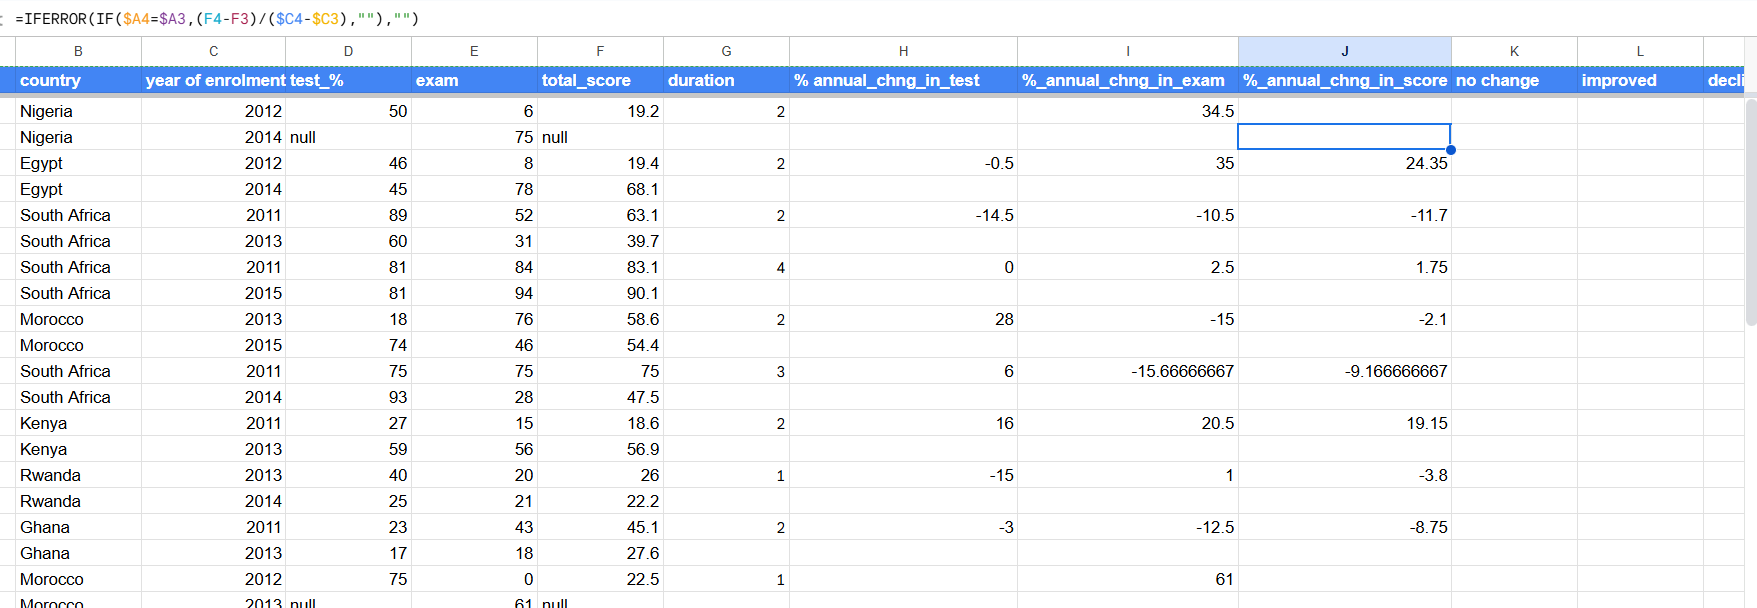 =IFERROR(IF($A4=$A3,(F4-F3)/($C4-$C3),""),"")
B C D E F G H I J K L
country year of enrolment test_% exam total_score duration % annual_chng_in_test %_annual_chng_in_exam %_annual_chng_in_score no change improved decli
Nigeria 2012 50 6 19.2 2 34.5
Nigeria 2014 null 75 null
Egypt 2012 46 8 19.4 2 -0.5 35 24.35
Egypt 2014 45 78 68.1
South Africa 2011 89 52 63.1 2 -14.5 -10.5 -11.7
South Africa 2013 60 31 39.7
South Africa 2011 81 84 83.1 4 0 2.5 1.75
South Africa 2015 81 94 90.1
Morocco 2013 18 76 58.6 2 28 -15 -2.1
Morocco 2015 74 46 54.4
South Africa 2011 75 75 75 3 6 -15.66666667 -9.166666667
South Africa 2014 93 28 47.5
Kenya 2011 27 15 18.6 2 16 20.5 19.15
Kenya 2013 59 56 56.9
Rwanda 2013 40 20 26 1 -15 1 -3.8
Rwanda 2014 25 21 22.2
Ghana 2011 23 43 45.1 2 -3 -12.5 -8.75
Ghana 2013 17 18 27.6
Morocco 2012 75 0 22.5 1 61
Morocco 2013 null 61 null